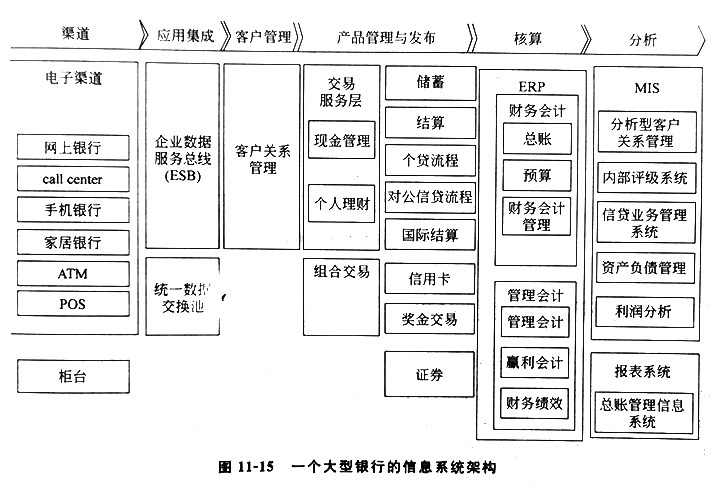 渠道
应用集成
客户管理
产品管理与发布
核算
分析
电子渠道
网上银行
call center
手机银行
家居银行
ATM
POS
柜台
企业数据
服务总线
(ESB)
统一数据
交换池
客户关系
管理
交易
服务层
现金管理
个人理财
组合交易
储蓄
结算
个贷流程
对公信贷流程
国际结算
信用卡
奖金交易
证券
ERP
财务会计
总账
预算
财务会计
管理
管理会计
管理会计
赢利会计
财务绩效
MIS
分析型客户
关系管理
内部评级系统
信贷业务管理
系统
资产负债管理
利润分析
报表系统
总账管理信息
系统
图 11-15 一个大型银行的信息系统架构